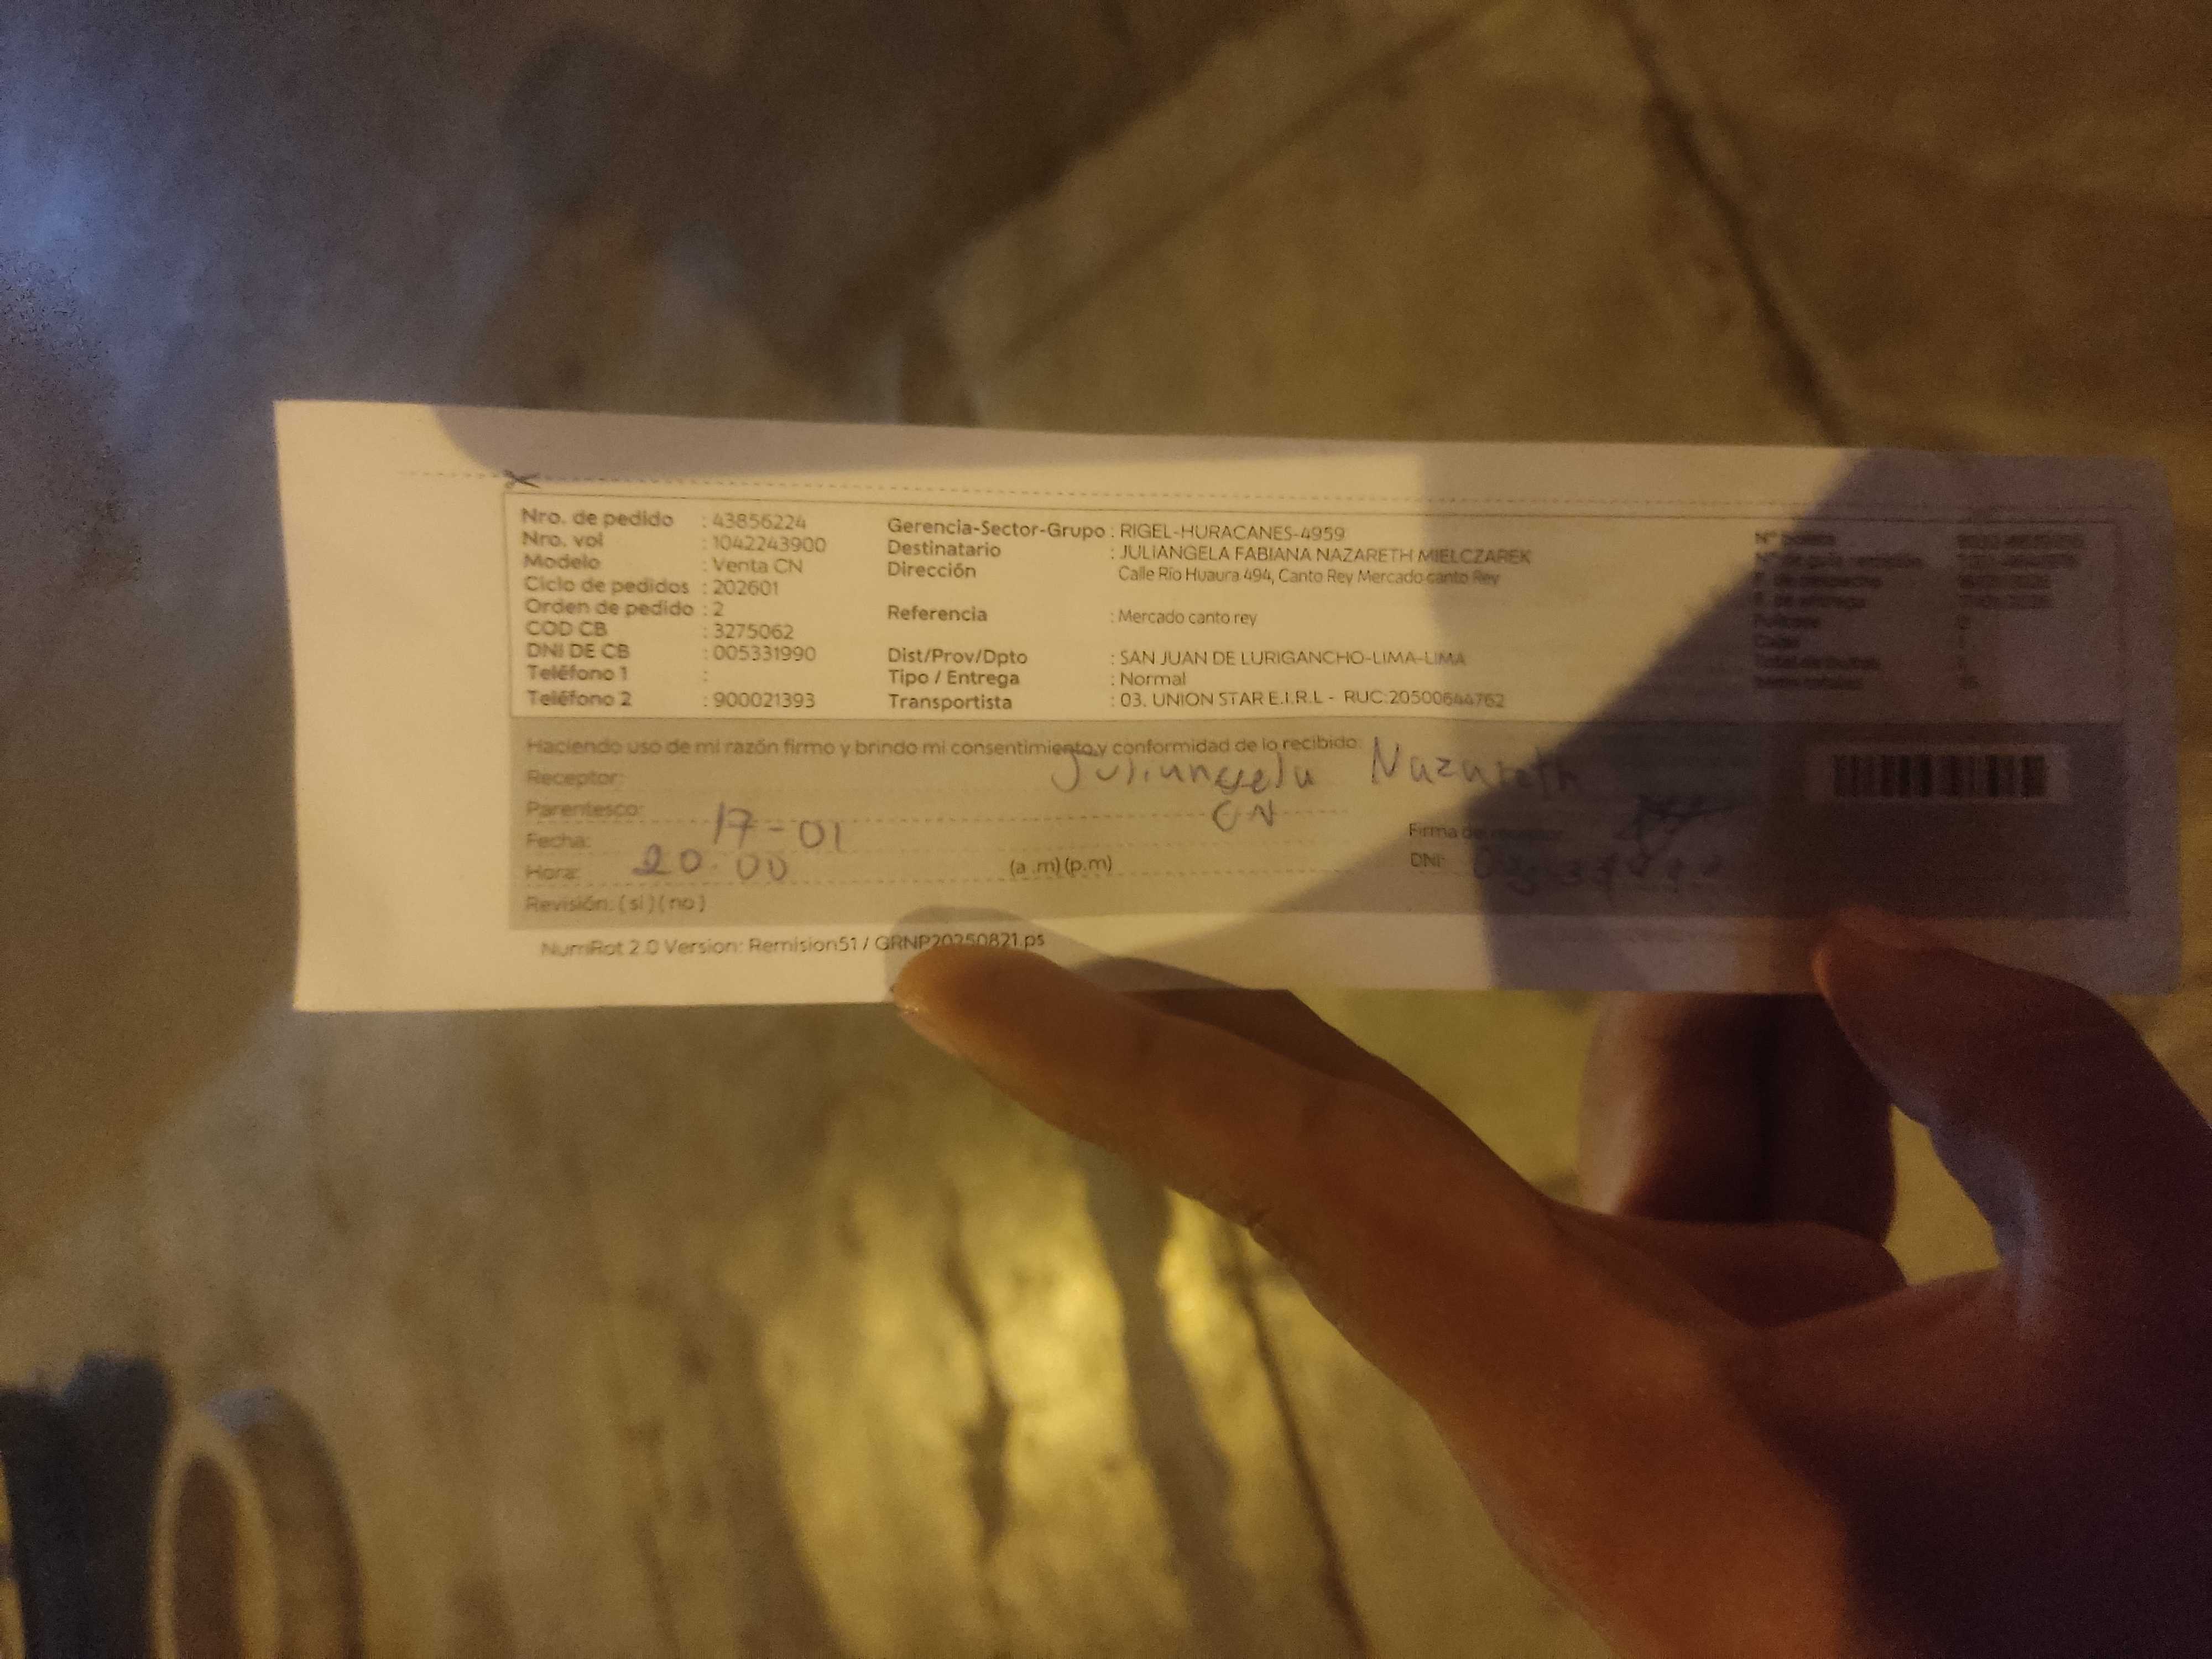 Nro. de pedido : 43856224
Nro. vol : 1042243900
Modelo : Venta CN
Ciclo de pedidos : 202601
Orden de pedido : 2
COD CB : 3275062
DNI DE CB : 005331990
Teléfono 1 :
Teléfono 2 : 900021393
Gerencia-Sector-Grupo : RIGEL-HURACANES-4959
Destinatario : JULIANGELA FABIANA NAZARETH MIELCZAREK
Dirección Calle Rio Huaura 494, Canto Rey Mercado canto Rey
Referencia : Mercado canto rey
Dist/Prov/Dpto : SAN JUAN DE LURIGANCHO-LIMA-LIMA
Tipo / Entrega : Normal
Transportista : 03. UNION STAR E.I.R.L - RUC:20500644762
Haciendo uso de mi razón firmo y brindo mi consentimiento y conformidad de lo recibido:
Receptor: Juliangela Nazareth
Parentesco: CN
Fecha: 17-01
Hora: 20:00 (a .m) (p.m)
Firma de receptor:
DNI:
Revisión: ( si ) ( no )
NumRot 2.0 Version: Remision51 / GRNP20250821.ps